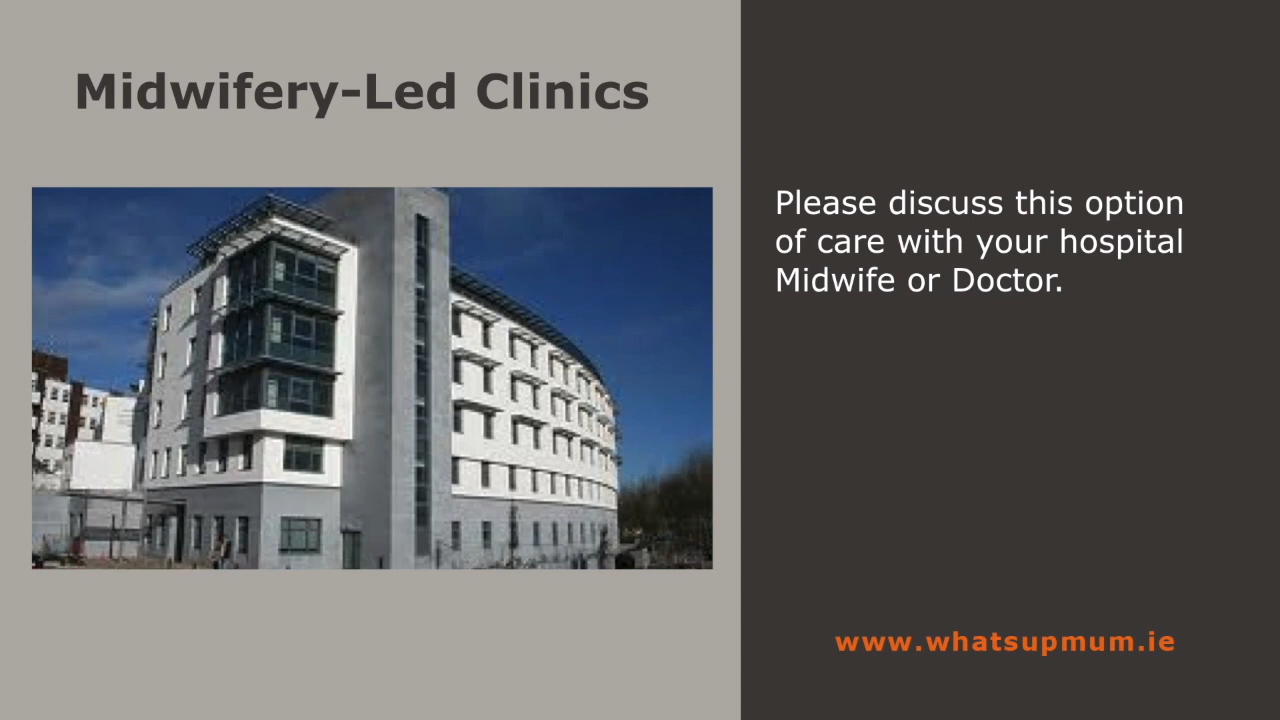 Midwifery-Led Clinics
Please discuss this option
of care with your hospital
Midwife or Doctor.
www.whatsupmum.ie